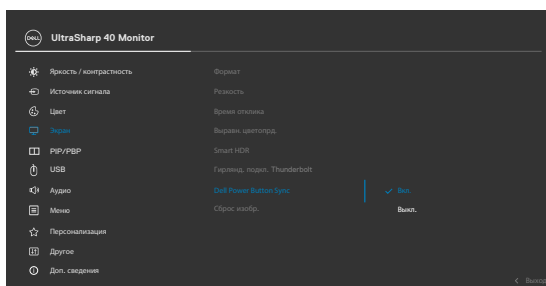 DELL UltraSharp 40 Monitor
Яркость / контрастность Формат
Источник сигнала Резкость
Цвет Время отклика
Экран Выравн. цветопрд.
PIP/PBP Smart HDR
USB Гирлянд. подкл. Thunderbolt
Аудио Dell Power Button Sync Вкл.
Меню Сброс изобр. Выкл.
Персонализация
Другое
Доп. сведения
Выход